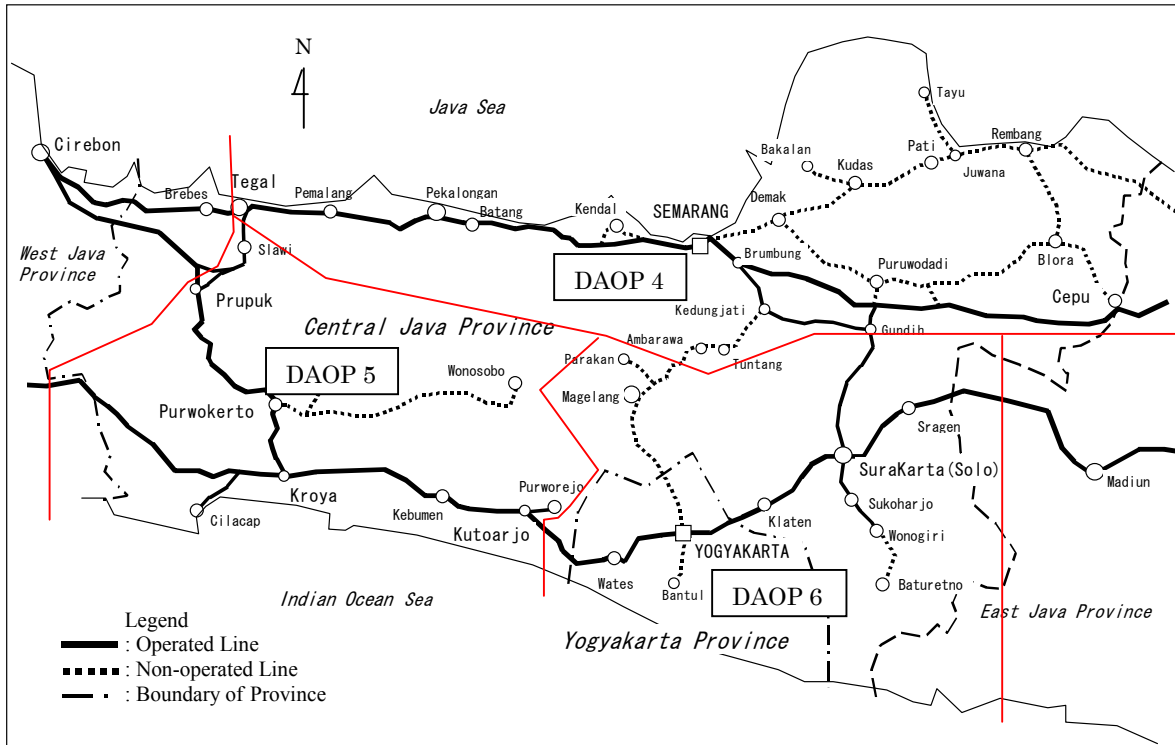 N
Java Sea
Tayu
Cirebon
Bakalan
Pati
Rembang
Kudas
Juwana
Brebes
Tegal
Pemalang
Pekalongan
Batang
Kendal
SEMARANG
Demak
West Java
Province
Slawi
DAOP 4
Brumbung
Puruwodadi
Blora
Cepu
Prupuk
Central Java Province
Kedungjati
Gundih
Ambarawa
Parakan
Tuntang
DAOP 5
Wonosobo
Magelang
Purwokerto
Sragen
SuraKarta(Solo)
Madiun
Kroya
Purworejo
Sukoharjo
Cilacap
Kebumen
Kutoarjo
Klaten
Wonogiri
YOGYAKARTA
Wates
Bantul
DAOP 6
Baturetno
Indian Ocean Sea
East Java Province
Yogyakarta Province
Legend
: Operated Line
: Non-operated Line
: Boundary of Province